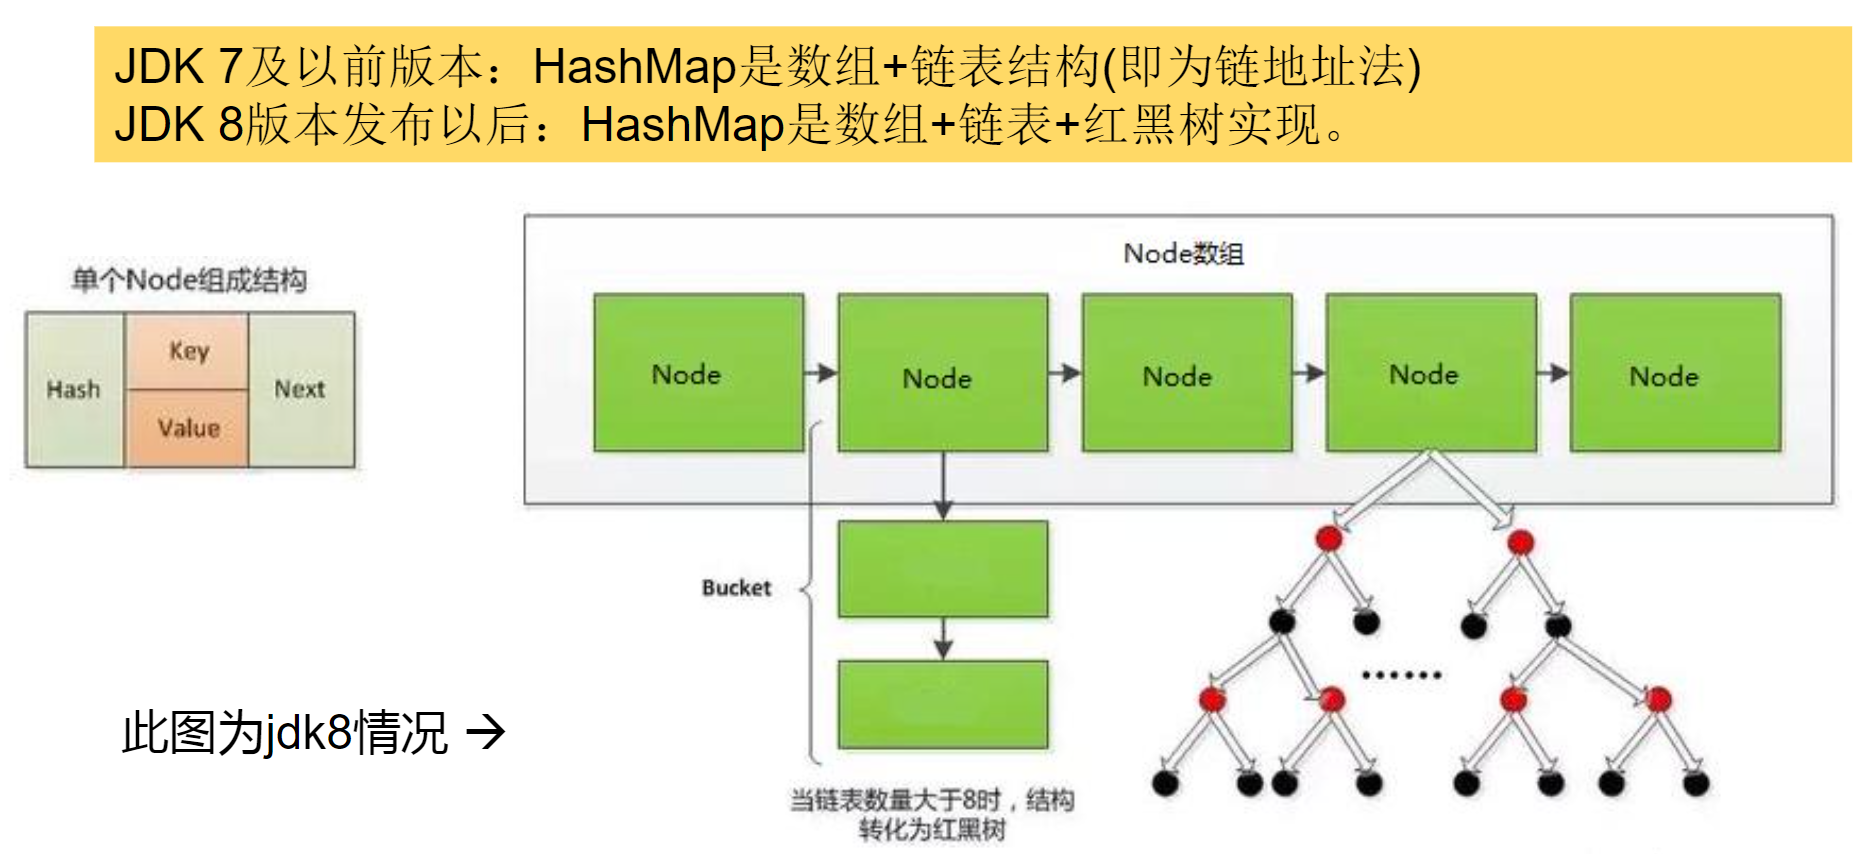 JDK 7及以前版本：HashMap是数组+链表结构(即为链地址法)
JDK 8版本发布以后：HashMap是数组+链表+红黑树实现。
单个Node组成结构
Hash
Key
Value
Next
Node数组
Node
Node
Node
Node
Node
Bucket
......
此图为jdk8情况 →
当链表数量大于8时，结构
转化为红黑树